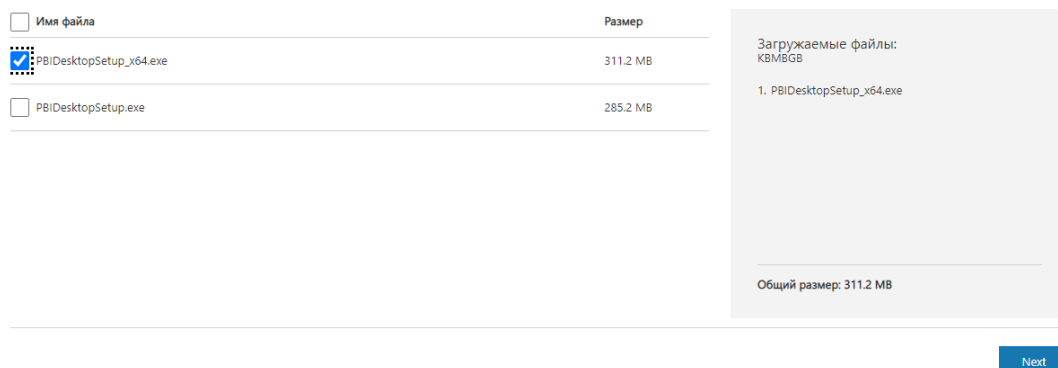 Имя файла Размер
PBIDesktopSetup_x64.exe 311.2 MB
PBIDesktopSetup.exe 285.2 MB
Загружаемые файлы:
KBMBGB
1. PBIDesktopSetup_x64.exe
Общий размер: 311.2 MB
Next